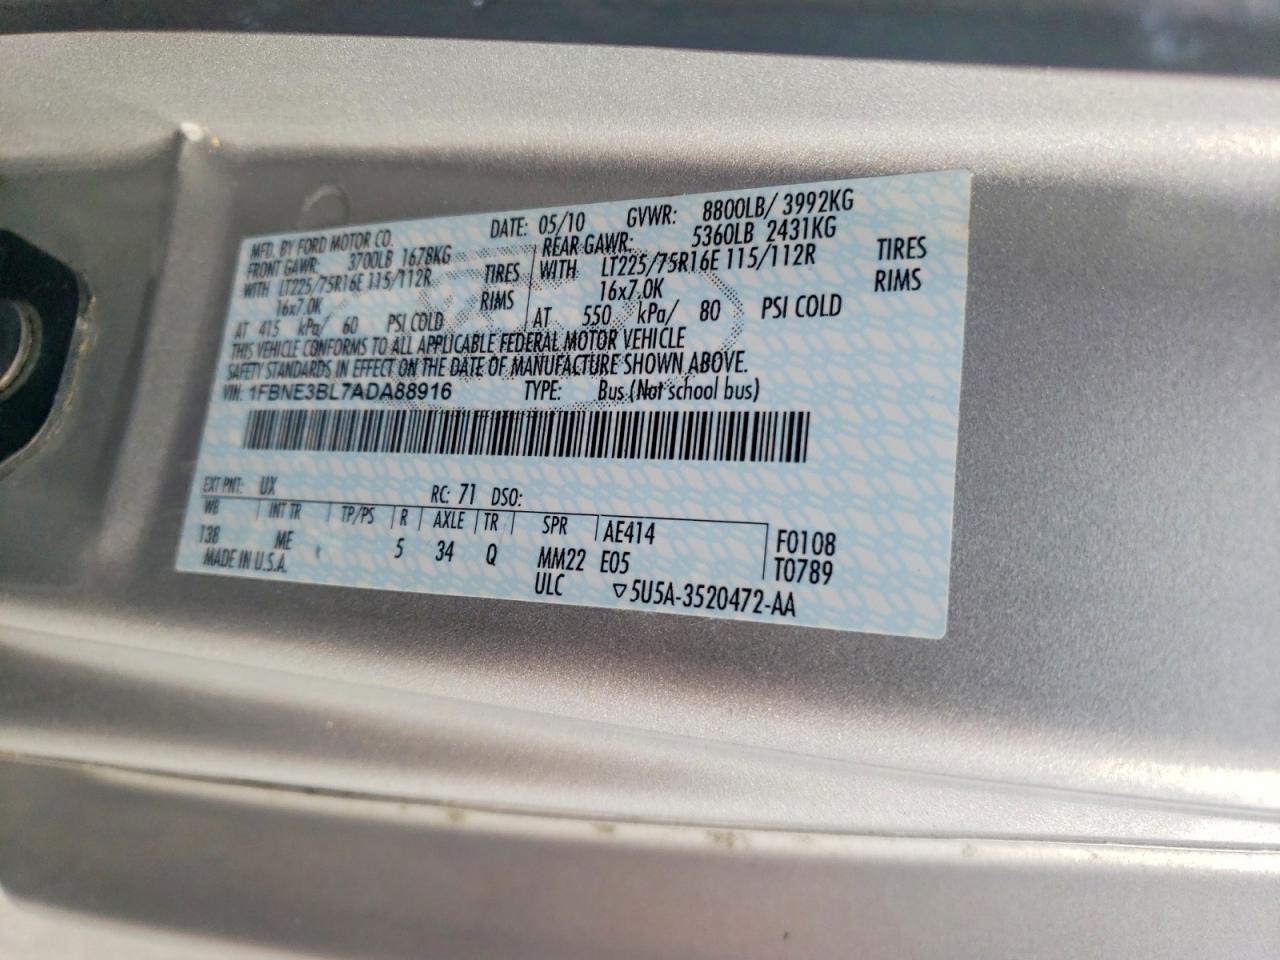 MFD. BY FORD MOTOR CO. DATE: 05/10 GVWR: 8800LB/ 3992KG
FRONT GAWR: 3700LB 1678KG REAR GAWR: 5360LB 2431KG
WITH LT225/75R16E 115/112R TIRES WITH LT225/75R16E 115/112R TIRES
16x7.0K RIMS 16x7.0K RIMS
AT 415 kPa/ 60 PSI COLD AT 550 kPa/ 80 PSI COLD
THIS VEHICLE CONFORMS TO ALL APPLICABLE FEDERAL MOTOR VEHICLE
SAFETY STANDARDS IN EFFECT ON THE DATE OF MANUFACTURE SHOWN ABOVE.
VIN: 1FBNE3BL7ADA88916 TYPE: Bus (Not school bus)
EXT PNT: UX RC: 71 DSO:
WB INT TR TP/PS R AXLE TR SPR AE414 F0108
138 ME 5 34 Q MM22 E05 T0789
MADE IN U.S.A. ULC ▽5U5A-3520472-AA